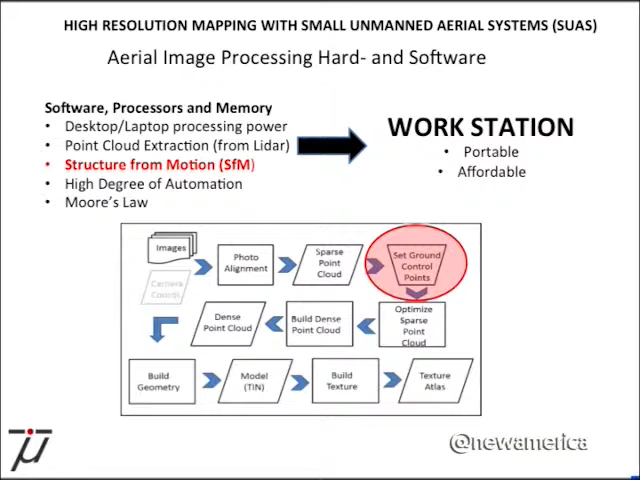 HIGH RESOLUTION MAPPING WITH SMALL UNMANNED AERIAL SYSTEMS (SUAS)
Aerial Image Processing Hard- and Software
Software, Processors and Memory
• Desktop/Laptop processing power
• Point Cloud Extraction (from Lidar)
• Structure from Motion (SfM)
• High Degree of Automation
• Moore's Law
WORK STATION
• Portable
• Affordable
Images
Camera
Photo
Alignment
Sparse
Point
Cloud
Set Ground
Control
Points
Dense
Point Cloud
Build Dense
Point Cloud
Optimize
Sparse
Point
Cloud
Build
Geometry
Model
(TIN)
Build
Texture
Texture
Atlas
@newamerica